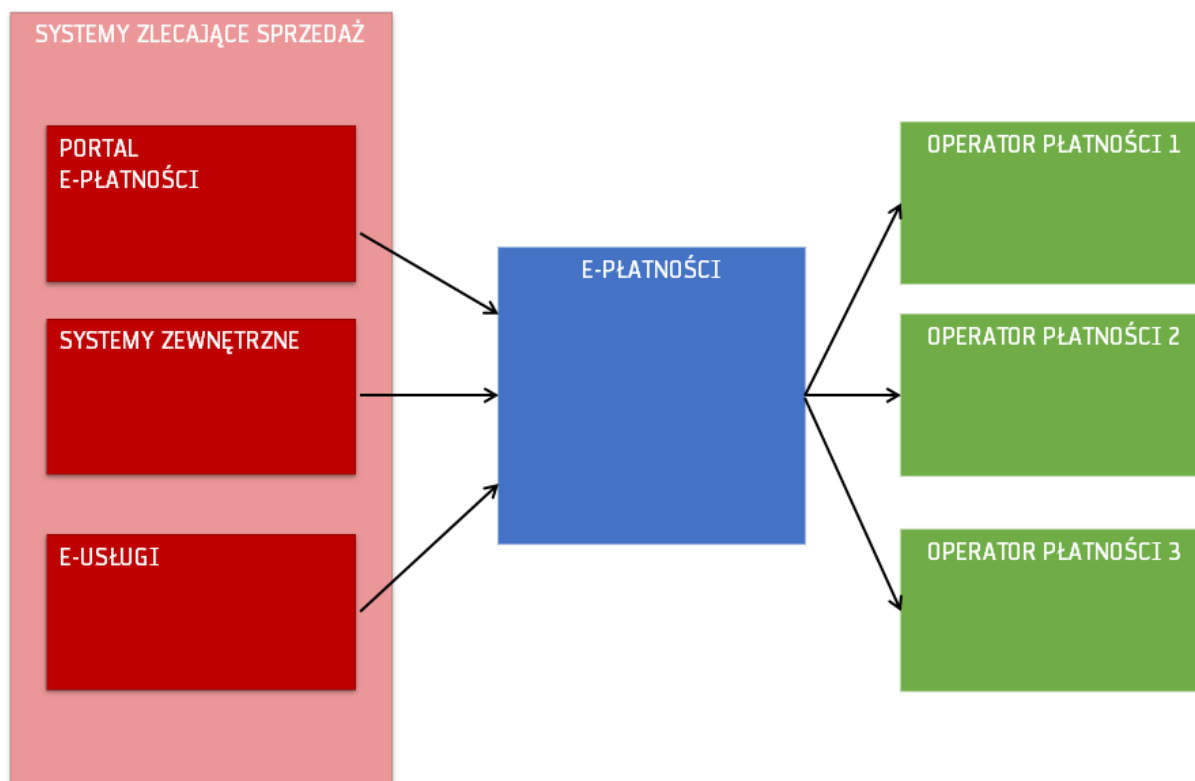 SYSTEMY ZLECAJĄCE SPRZEDAŻ
PORTAL
E-PŁATNOŚCI
SYSTEMY ZEWNĘTRZNE
E-USŁUGI
E-PŁATNOŚCI
OPERATOR PŁATNOŚCI 1
OPERATOR PŁATNOŚCI 2
OPERATOR PŁATNOŚCI 3